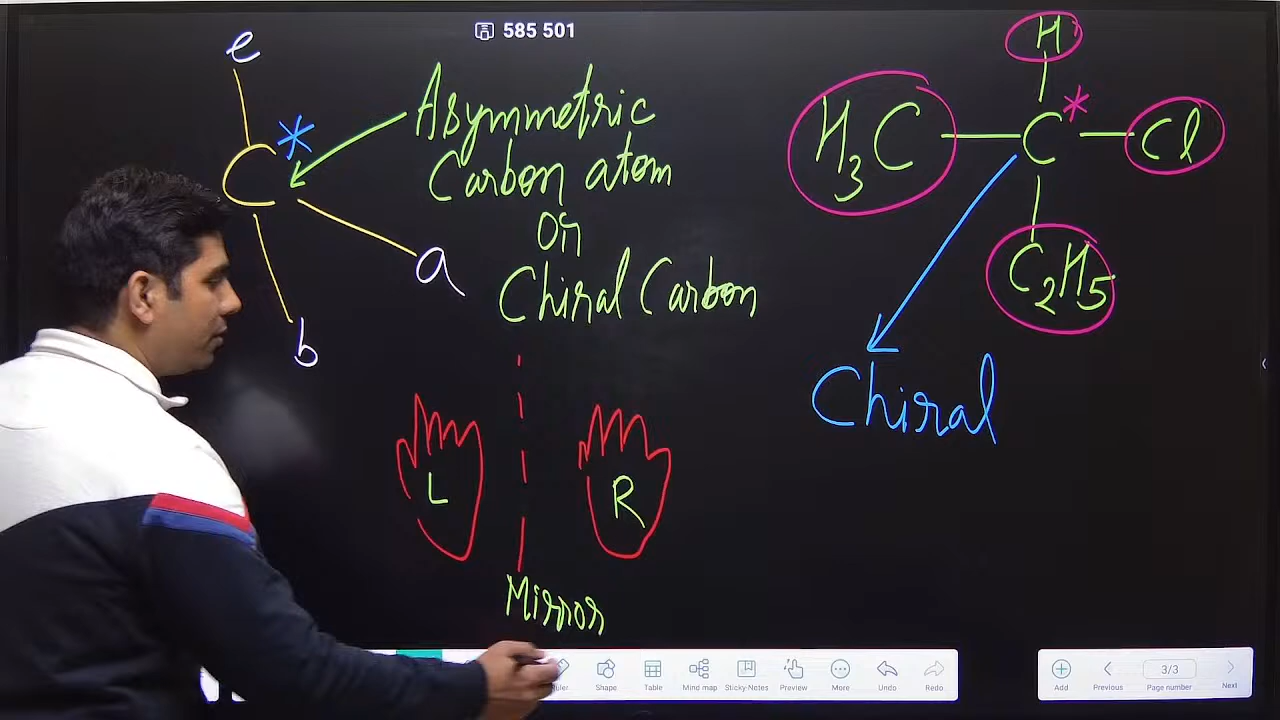 585 501
e
C*
a
b
Asymmetric
Carbon atom
or
Chiral Carbon
H
H3C C* Cl
C2H5
Chiral
L R
Mirror
Shape Table Mind map Sticky-Notes Preview More Undo Redo
Add Previous 3/3 Page number Next